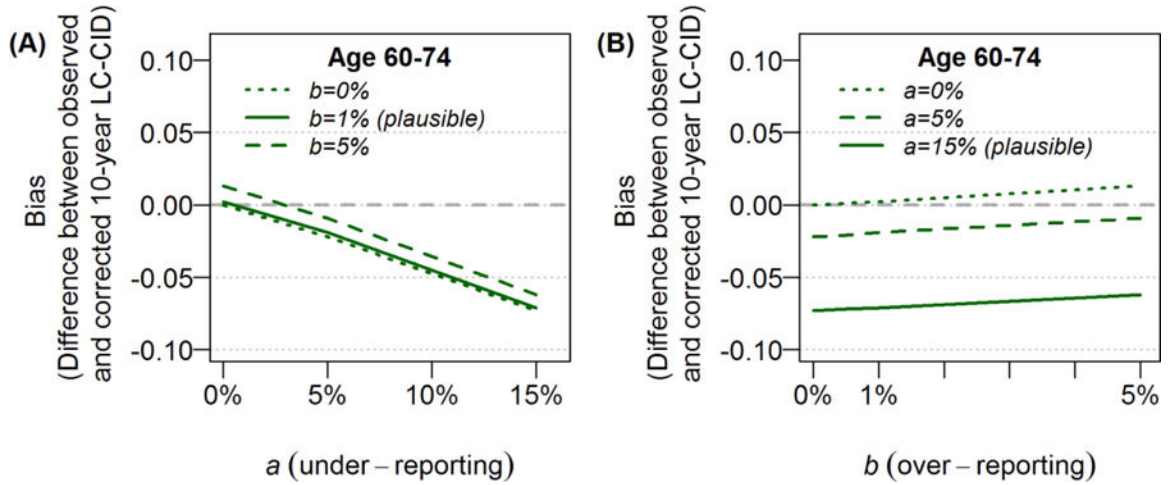 (A)
Bias
(Difference between observed
and corrected 10-year LC-CID)
0.10
0.05
0.00
-0.05
-0.10
Age 60-74
b=0%
b=1% (plausible)
b=5%
0%
5%
10%
15%
a (under – reporting)
(B)
Bias
(Difference between observed
and corrected 10-year LC-CID)
0.10
0.05
0.00
-0.05
-0.10
Age 60-74
a=0%
a=5%
a=15% (plausible)
0%
1%
5%
b (over – reporting)